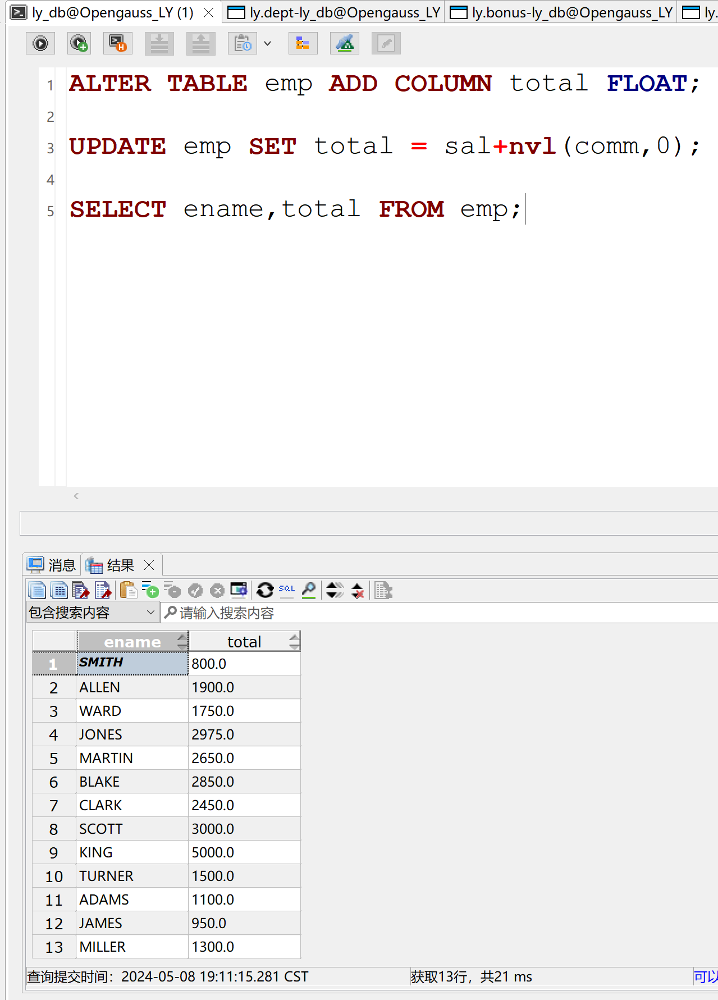 ly_db@Opengauss_LY (1) ly.dept-ly_db@Opengauss_LY ly.bonus-ly_db@Opengauss_LY ly.
1 ALTER TABLE emp ADD COLUMN total FLOAT;
2
3 UPDATE emp SET total = sal+nvl(comm,0);
4
5 SELECT ename,total FROM emp;
消息 结果
SQL
包含搜索内容 请输入搜索内容
ename total
1 SMITH 800.0
2 ALLEN 1900.0
3 WARD 1750.0
4 JONES 2975.0
5 MARTIN 2650.0
6 BLAKE 2850.0
7 CLARK 2450.0
8 SCOTT 3000.0
9 KING 5000.0
10 TURNER 1500.0
11 ADAMS 1100.0
12 JAMES 950.0
13 MILLER 1300.0
查询提交时间：2024-05-08 19:11:15.281 CST 获取13行，共21 ms 可以